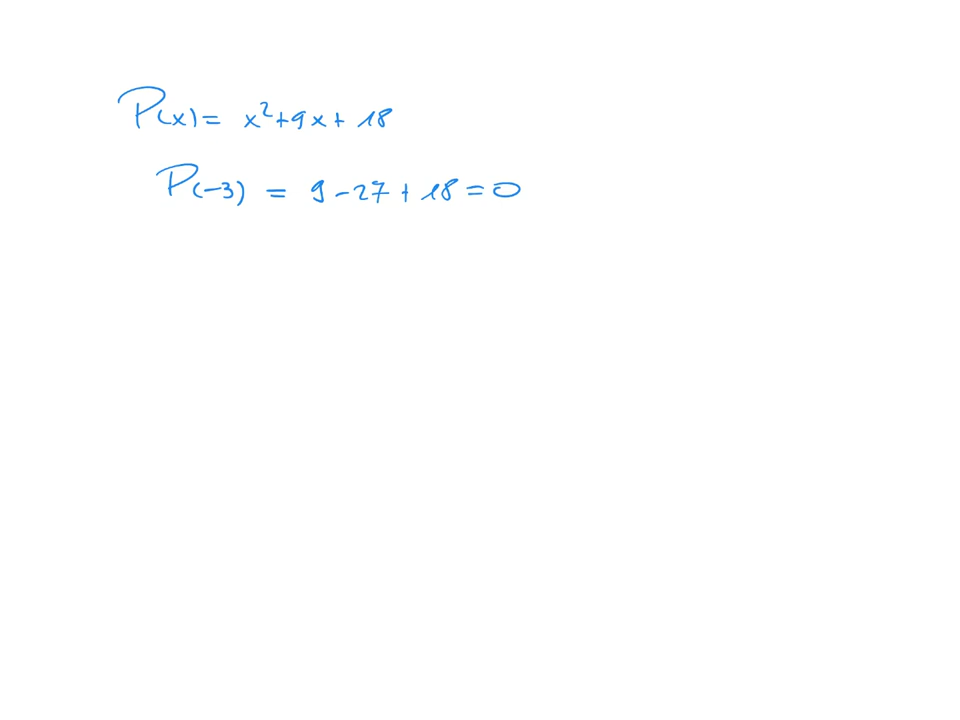 P(x) = x²+9x+ 18
P(-3) = 9 -27 + 18 = 0